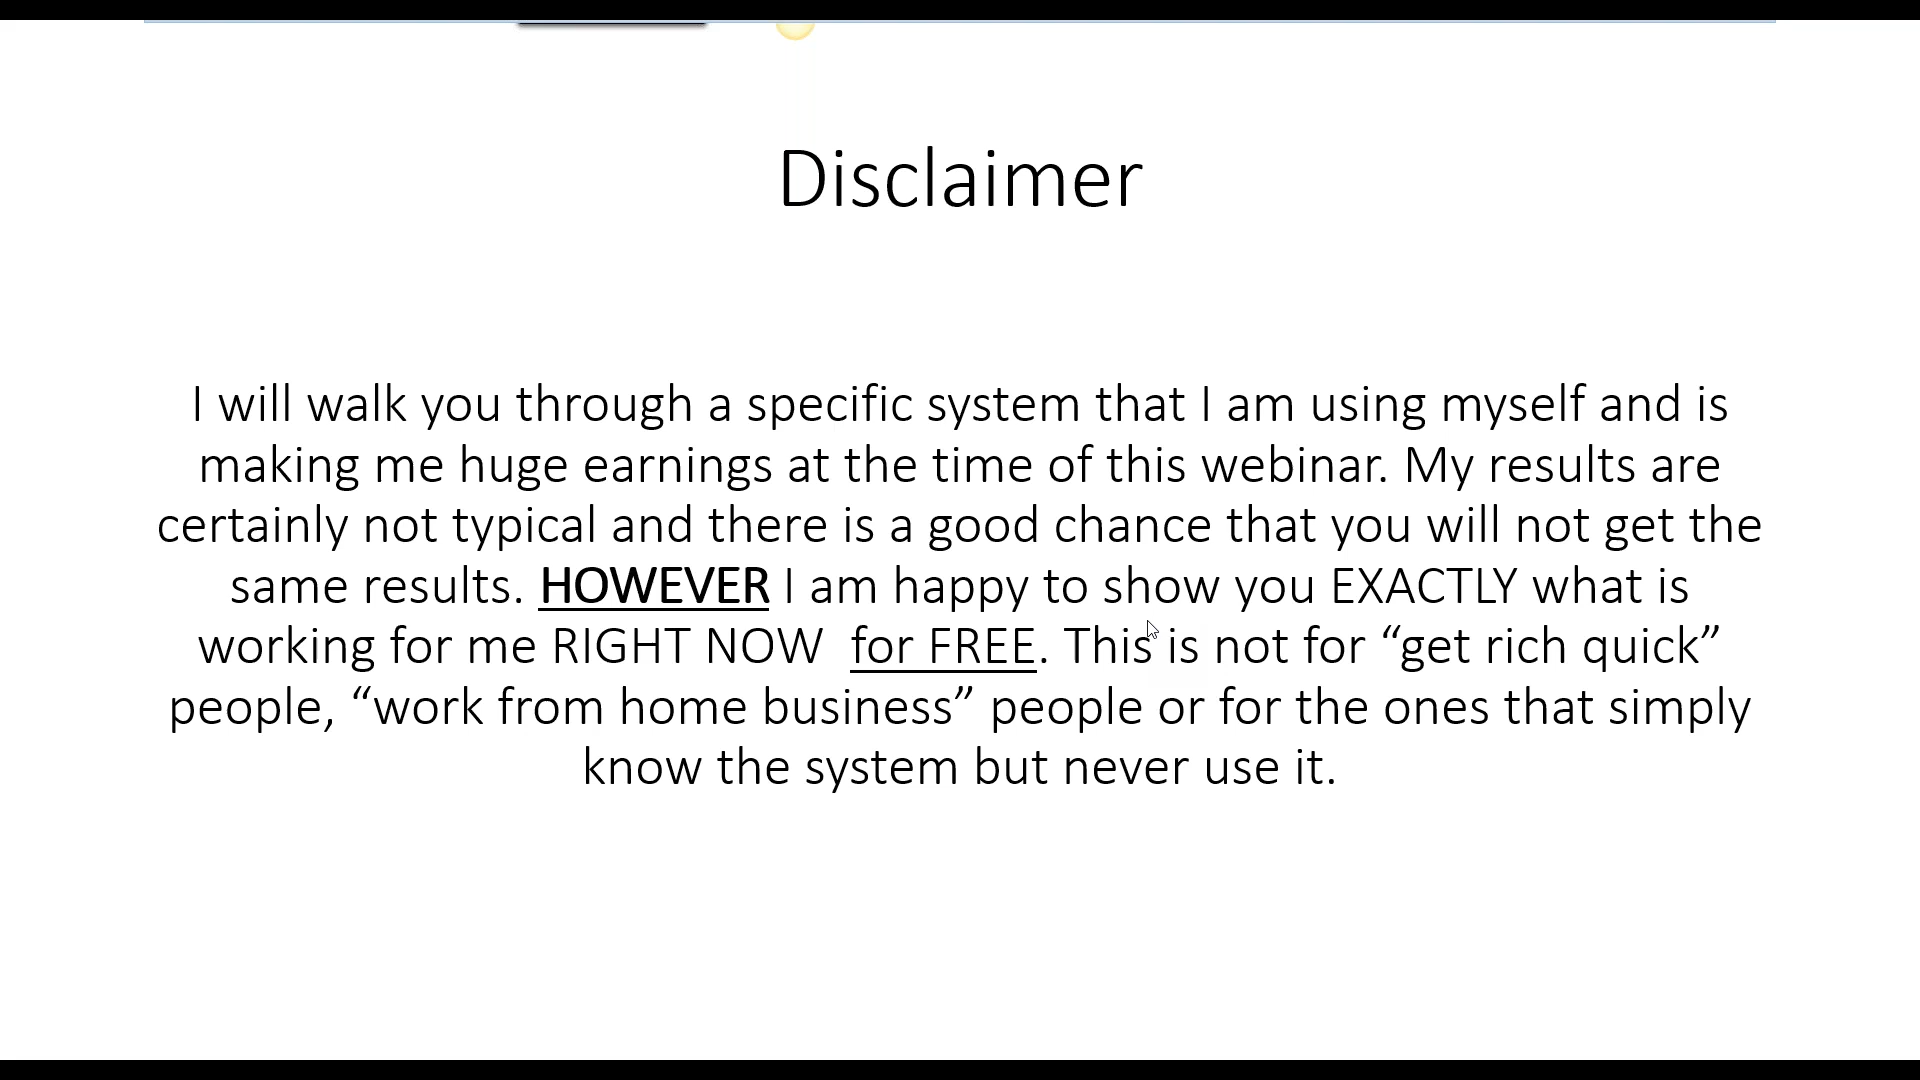 Disclaimer
I will walk you through a specific system that I am using myself and is
making me huge earnings at the time of this webinar. My results are
certainly not typical and there is a good chance that you will not get the
same results. HOWEVER I am happy to show you EXACTLY what is
working for me RIGHT NOW  for FREE. This is not for “get rich quick”
people, “work from home business” people or for the ones that simply
know the system but never use it.